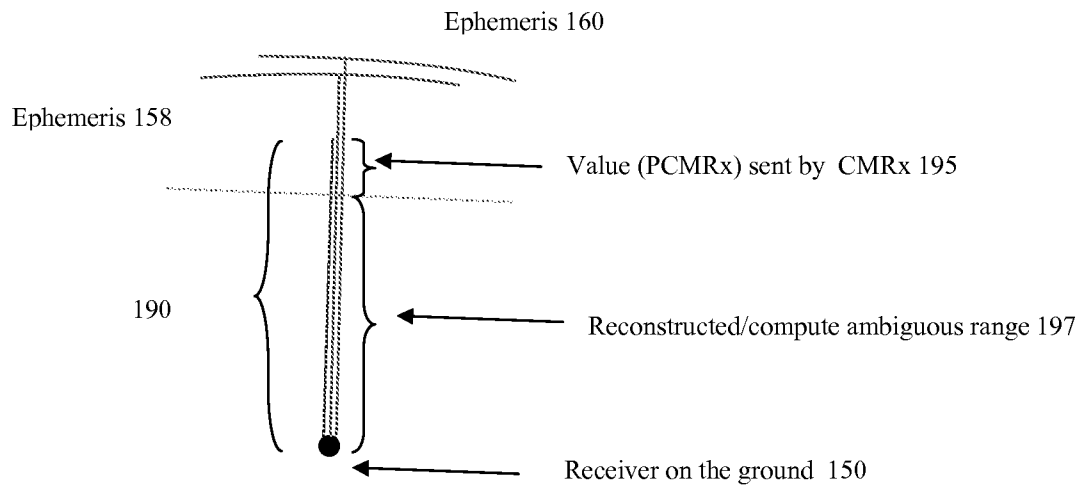 Ephemeris 160
Ephemeris 158
Value (PCMRx) sent by CMRx 195
190
Reconstructed/compute ambiguous range 197
Receiver on the ground 150